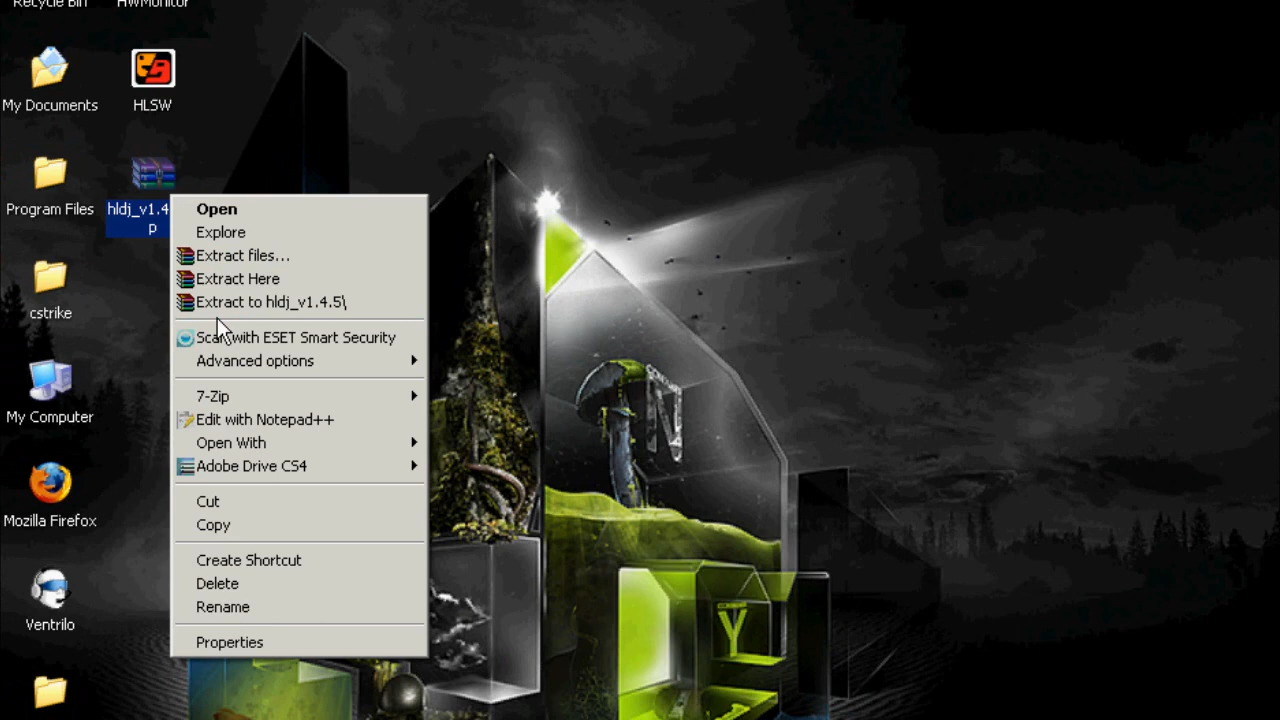 Recycle Bin
HWMonitor
My Documents
HLSW
Program Files
hldj_v1.4
p
cstrike
My Computer
Mozilla Firefox
Ventrilo
Open
Explore
Extract files...
Extract Here
Extract to hldj_v1.4.5\
Scan with ESET Smart Security
Advanced options
7-Zip
Edit with Notepad++
Open With
Adobe Drive CS4
Cut
Copy
Create Shortcut
Delete
Rename
Properties
N
Y